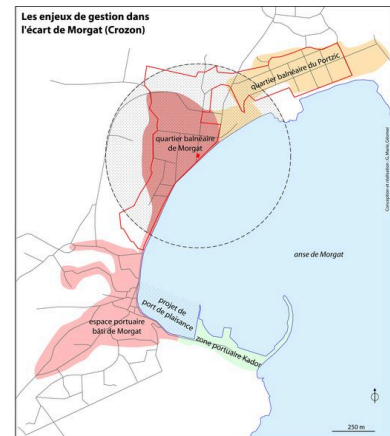 Les enjeux de gestion dans
l'écart de Morgat (Crozon)
quartier balnéaire du Portzic
quartier balnéaire
de Morgat
anse de Morgat
projet de
port de plaisance
espace portuaire
bâti de Morgat
zone portuaire Kador
250 m